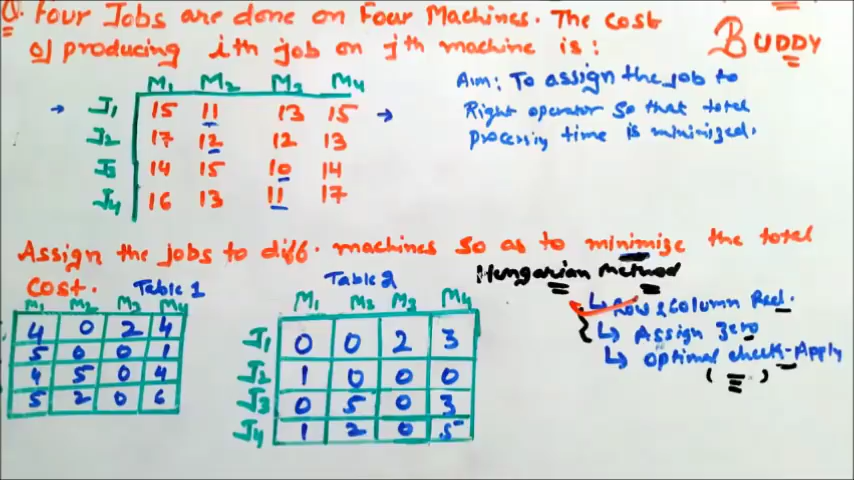 Q. Four Jobs are done on Four Machines. The cost
of producing ith job on jth machine is:
BUDDY
M1 M2 M3 M4
J1 15 11 13 15
J2 17 12 12 13
J3 14 15 10 14
J4 16 13 11 17
Aim: To assign the job to
Right operator so that total
processing time is minimized.
Assign the jobs to diff. machines so as to minimize the total
cost.
Hungarian Method
Table 1
M1 M2 M3 M4
4 0 2 4
5 0 0 1
4 5 0 4
5 2 0 6
Table 2
M1 M2 M3 M4
J1 0 0 2 3
J2 1 0 0 0
J3 0 5 0 3
J4 1 2 0 5
↳ Row & Column Red.
↳ Assign Zero
↳ Optimal check - Apply
( = )